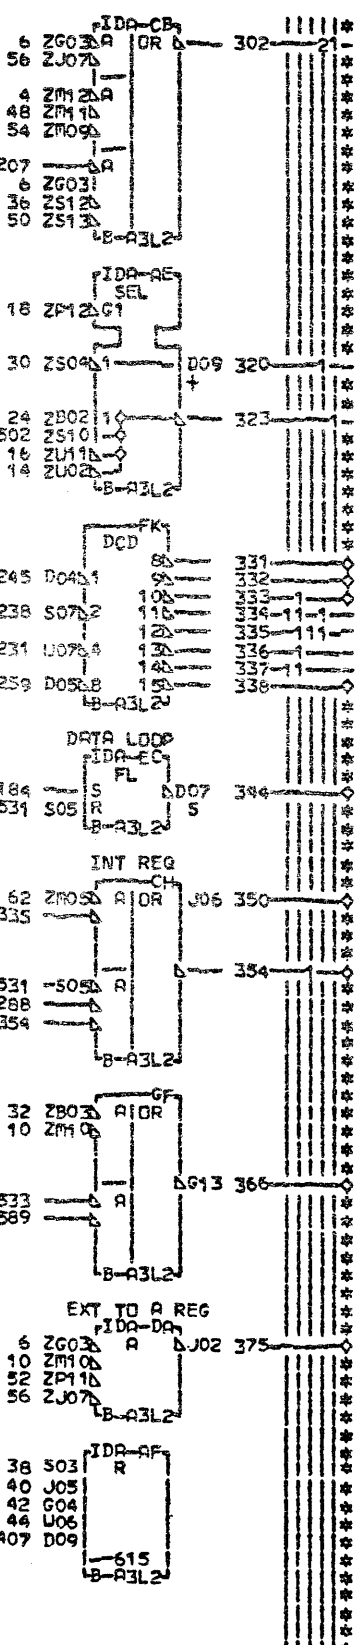 IDA-CB
6 ZG03 A OR 302 21
56 ZJ07
4 ZM12 A
48 ZM11
54 ZM09
207 A
6 ZG03
36 ZS12
50 ZS13
B-A3L2
IDA-AE
SEL
18 ZP12 G1
30 ZS04 1 D09 320 1
24 ZB02 1 323 1
502 ZS10
16 ZU11
14 ZU02
B-A3L2
FK
DCD
8 331
245 D04 1 9 332
10 333 1
238 S07 2 11 334 11 1
12 335 111
231 U07 4 13 336 1
14 337 11
259 D05 8 15 338
B-A3L2
DATA LOOP
IDA-EC
FL
184 S D07 344
531 S05 R S
B-A3L2
INT REQ
CH
62 ZM05 A OR J06 350
335
354 1
531 -S05 A
288
354
B-A3L2
GF
32 ZB03 A OR
10 ZM10
G13 366
533 A
589
B-A3L2
EXT TO A REG
IDA-DA
6 ZG03 A J02 375
10 ZM10
52 ZP11
56 ZJ07
B-A3L2
IDA-AF
38 S03 R
40 J05
42 G04
44 U06
407 D09
615
B-A3L2